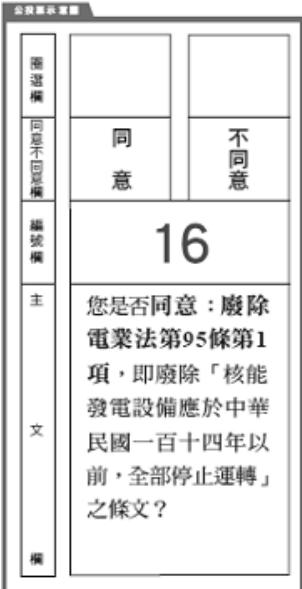 公投票示意圖
圈選欄
同意不同意欄
同意
不同意
編號欄
16
主文欄
您是否同意：廢除
電業法第95條第1
項，即廢除「核能
發電設備應於中華
民國一百十四年以
前，全部停止運轉」
之條文？